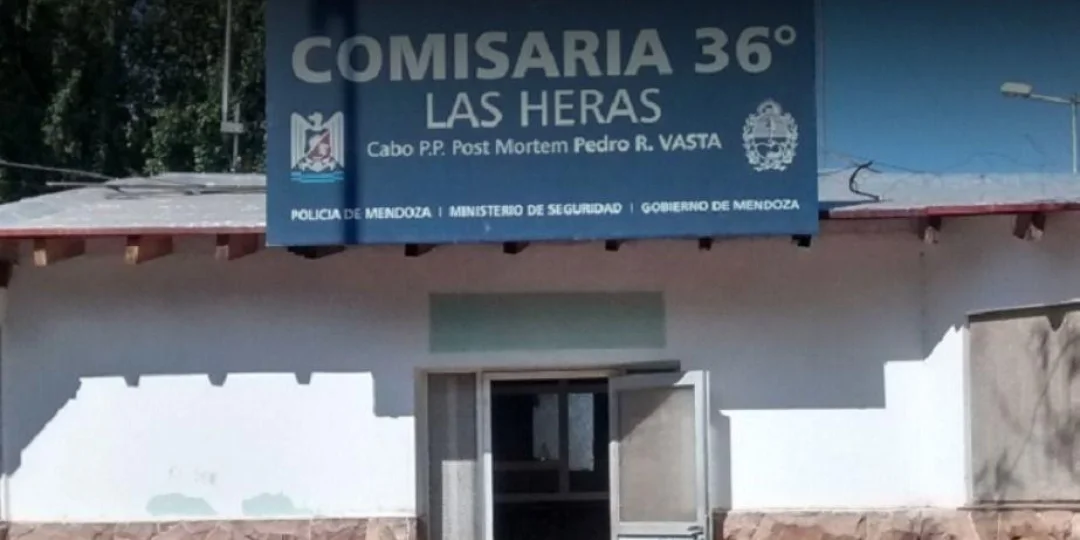 COMISARIA 36°
LAS HERAS
Cabo P.P. Post Mortem Pedro R. VASTA
POLICIA DE MENDOZA | MINISTERIO DE SEGURIDAD | GOBIERNO DE MENDOZA